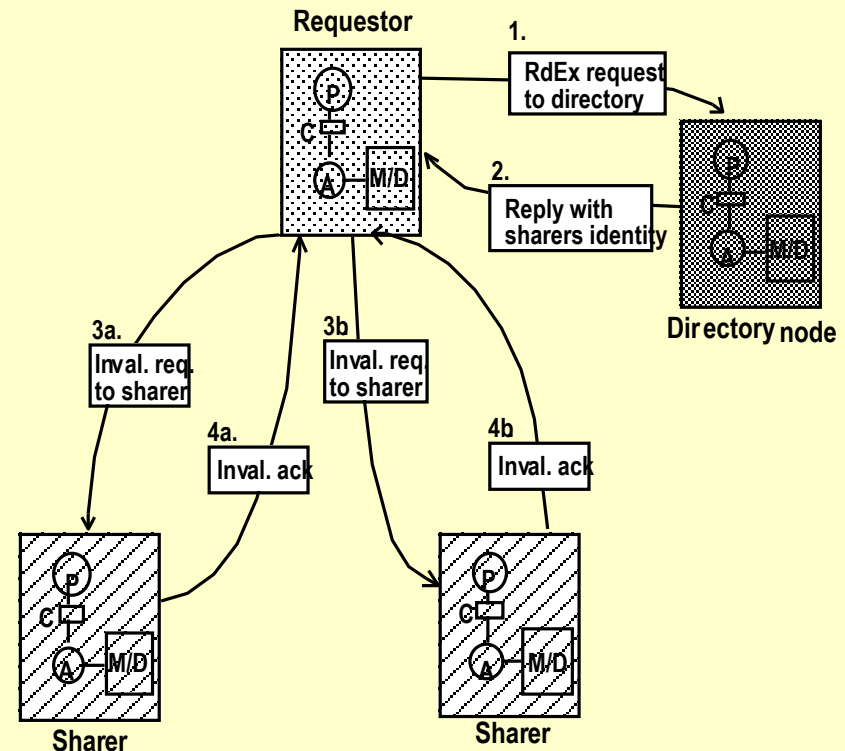 Requestor
1.
RdEx request
to directory
P
C
A
M/D
2.
Reply with
sharers identity
P
C
A
M/D
Directory node
3a.
Inval. req.
to sharer
3b
Inval. req.
to sharer
4a.
Inval. ack
4b
Inval. ack
P
C
A
M/D
Sharer
P
C
A
M/D
Sharer